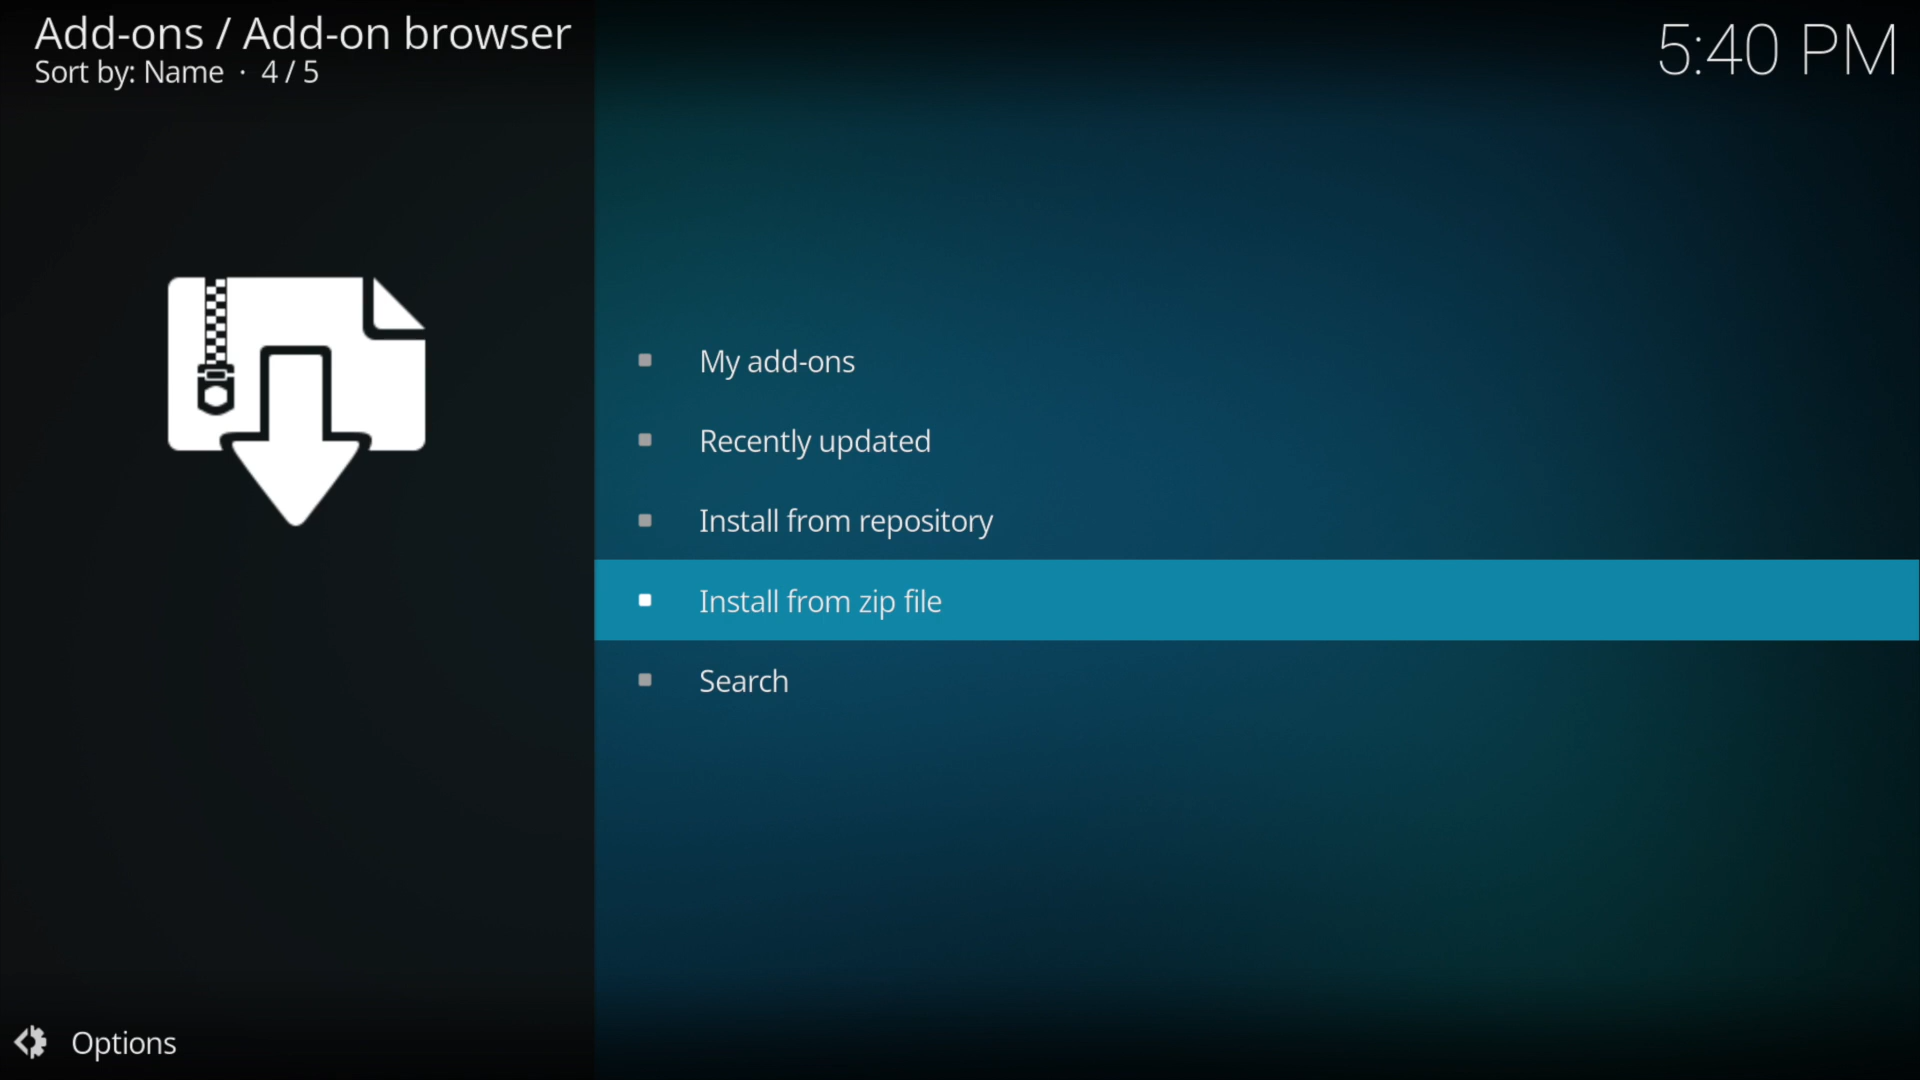 Add-ons / Add-on browser
Sort by: Name · 4 / 5
5:40 PM
My add-ons
Recently updated
Install from repository
Install from zip file
Search
Options